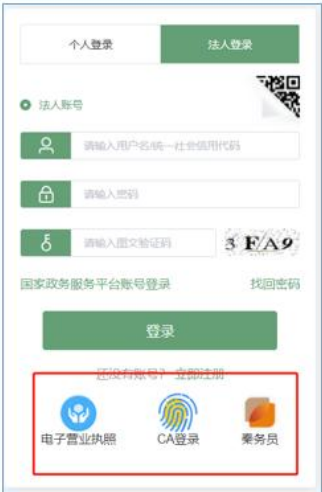 个人登录 法人登录
法人账号
请输入用户名/统一社会信用代码
请输入密码
请输入图文验证码 3 F/A9
国家政务服务平台账号登录 找回密码
登录
还没有账号? 立即注册
电子营业执照 CA登录 秦务员